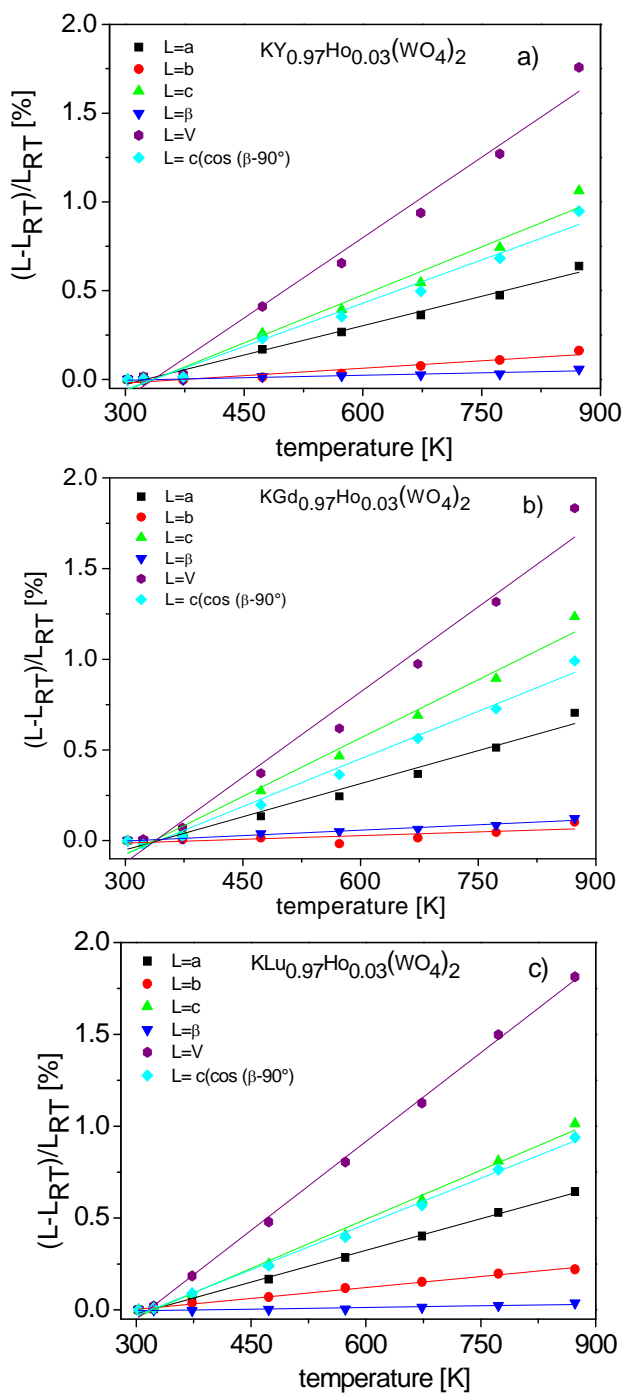 KY0.97Ho0.03(WO4)2
a)
L=a
L=b
L=c
L=β
L=V
L= c(cos (β-90°)
(L-LRT)/LRT [%]
2.0
1.5
1.0
0.5
0.0
300 450 600 750 900
temperature [K]
KGd0.97Ho0.03(WO4)2
b)
L=a
L=b
L=c
L=β
L=V
L= c(cos (β-90°)
(L-LRT)/LRT [%]
2.0
1.5
1.0
0.5
0.0
300 450 600 750 900
temperature [K]
KLu0.97Ho0.03(WO4)2
c)
L=a
L=b
L=c
L=β
L=V
L= c(cos (β-90°)
(L-LRT)/LRT [%]
2.0
1.5
1.0
0.5
0.0
300 450 600 750 900
temperature [K]